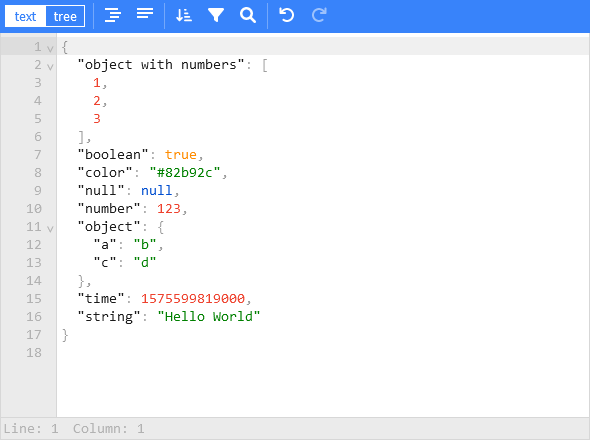 text tree
1 {
2 "object with numbers": [
3 1,
4 2,
5 3
6 ],
7 "boolean": true,
8 "color": "#82b92c",
9 "null": null,
10 "number": 123,
11 "object": {
12 "a": "b",
13 "c": "d"
14 },
15 "time": 1575599819000,
16 "string": "Hello World"
17 }
18
Line: 1 Column: 1